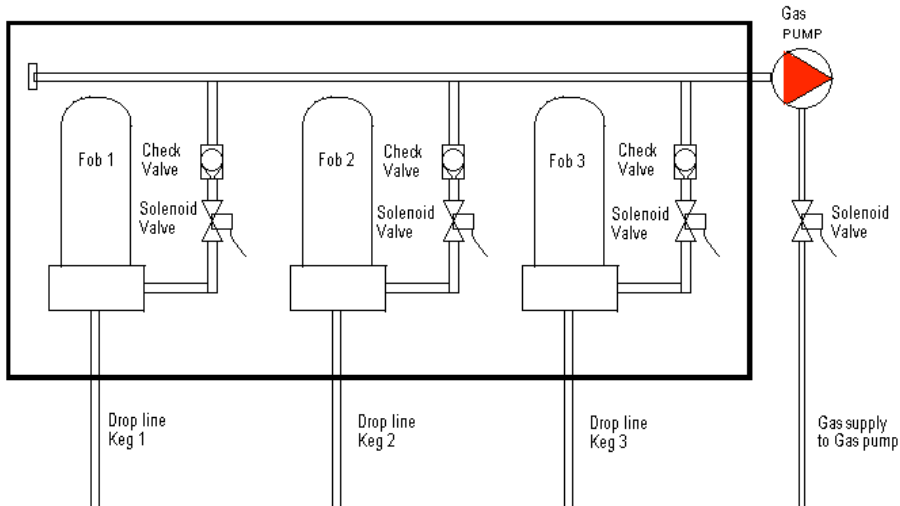 Gas
PUMP
Fob 1
Check
Valve
Solenoid
Valve
Fob 2
Check
Valve
Solenoid
Valve
Fob 3
Check
Valve
Solenoid
Valve
Solenoid
Valve
Drop line
Keg 1
Drop line
Keg 2
Drop line
Keg 3
Gas supply
to Gas pump